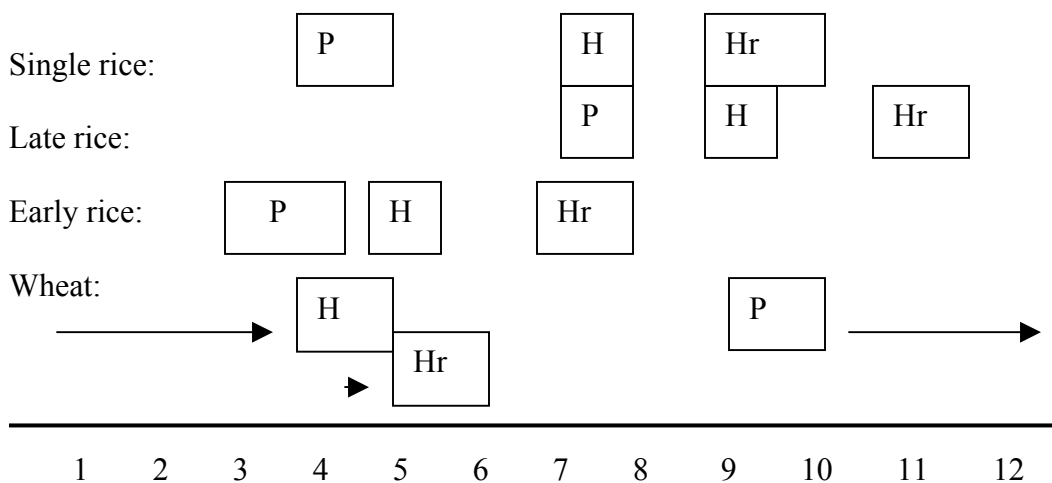 P H Hr
Single rice:
P H Hr
Late rice:
P H Hr
Early rice:
Wheat:
H P
Hr
1 2 3 4 5 6 7 8 9 10 11 12